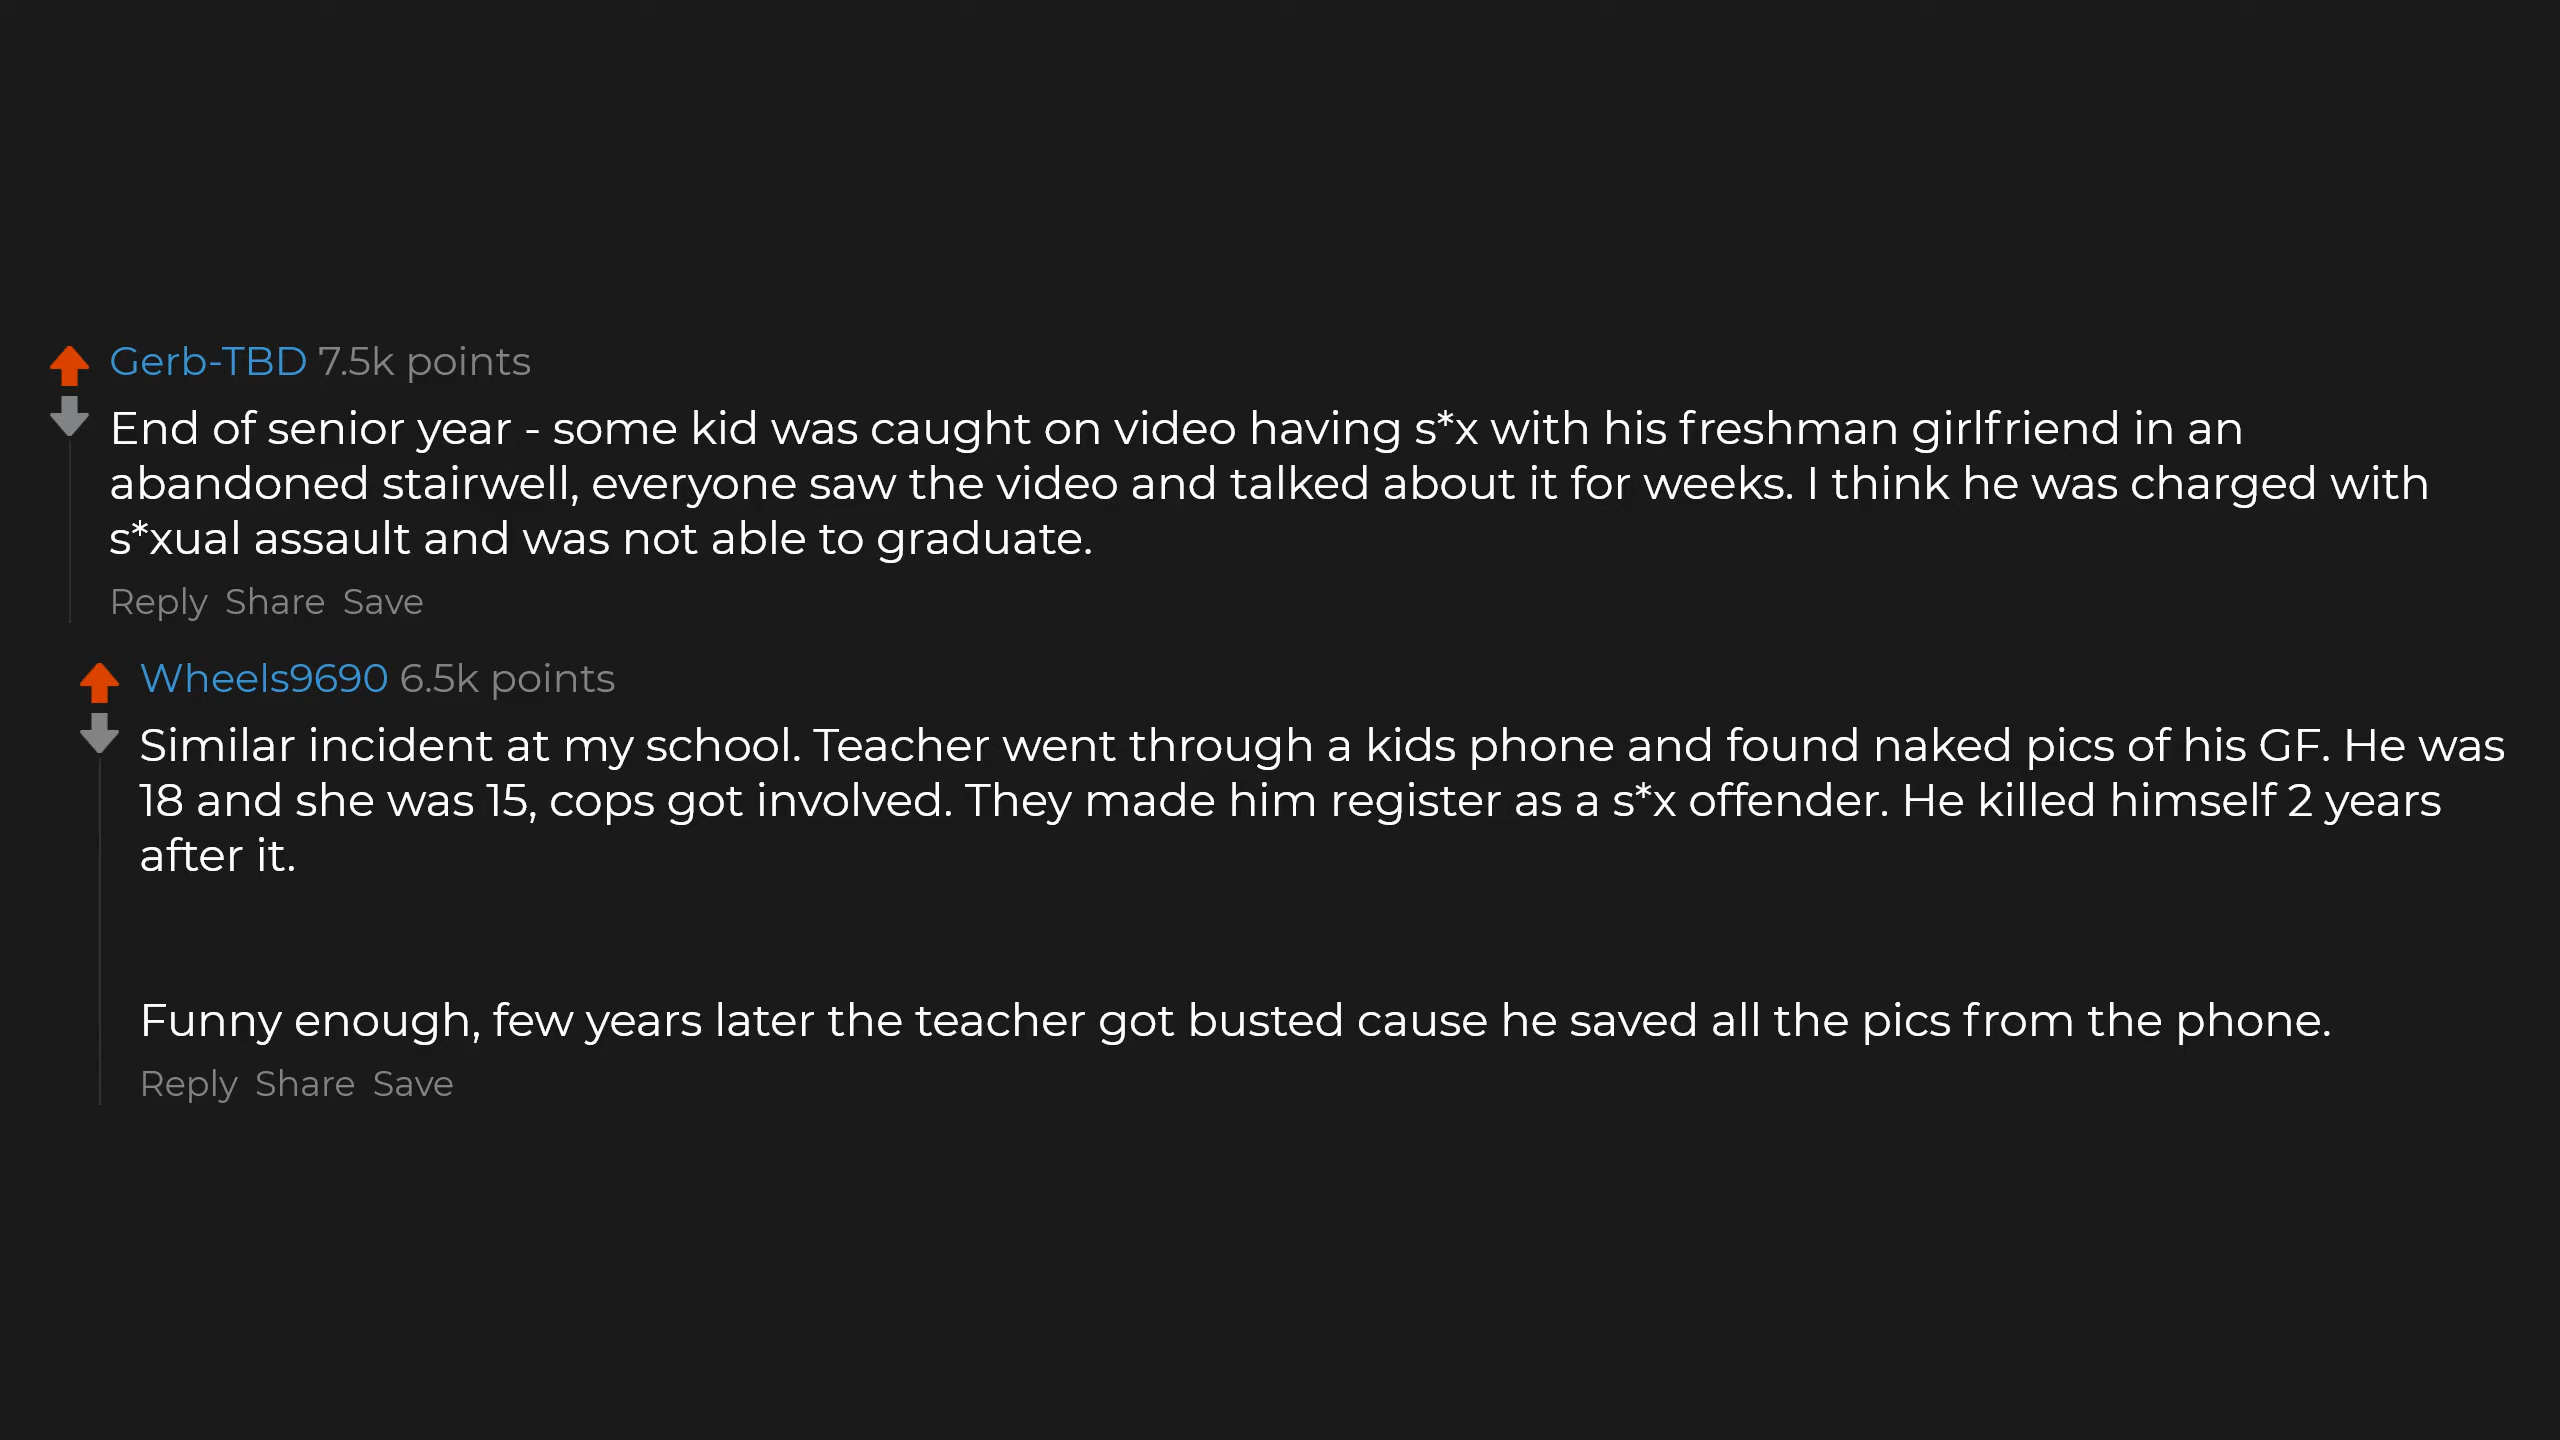 Gerb-TBD 7.5k points
End of senior year - some kid was caught on video having s*x with his freshman girlfriend in an
abandoned stairwell, everyone saw the video and talked about it for weeks. I think he was charged with
s*xual assault and was not able to graduate.
Reply Share Save
Wheels9690 6.5k points
Similar incident at my school. Teacher went through a kids phone and found naked pics of his GF. He was
18 and she was 15, cops got involved. They made him register as a s*x offender. He killed himself 2 years
after it.
Funny enough, few years later the teacher got busted cause he saved all the pics from the phone.
Reply Share Save